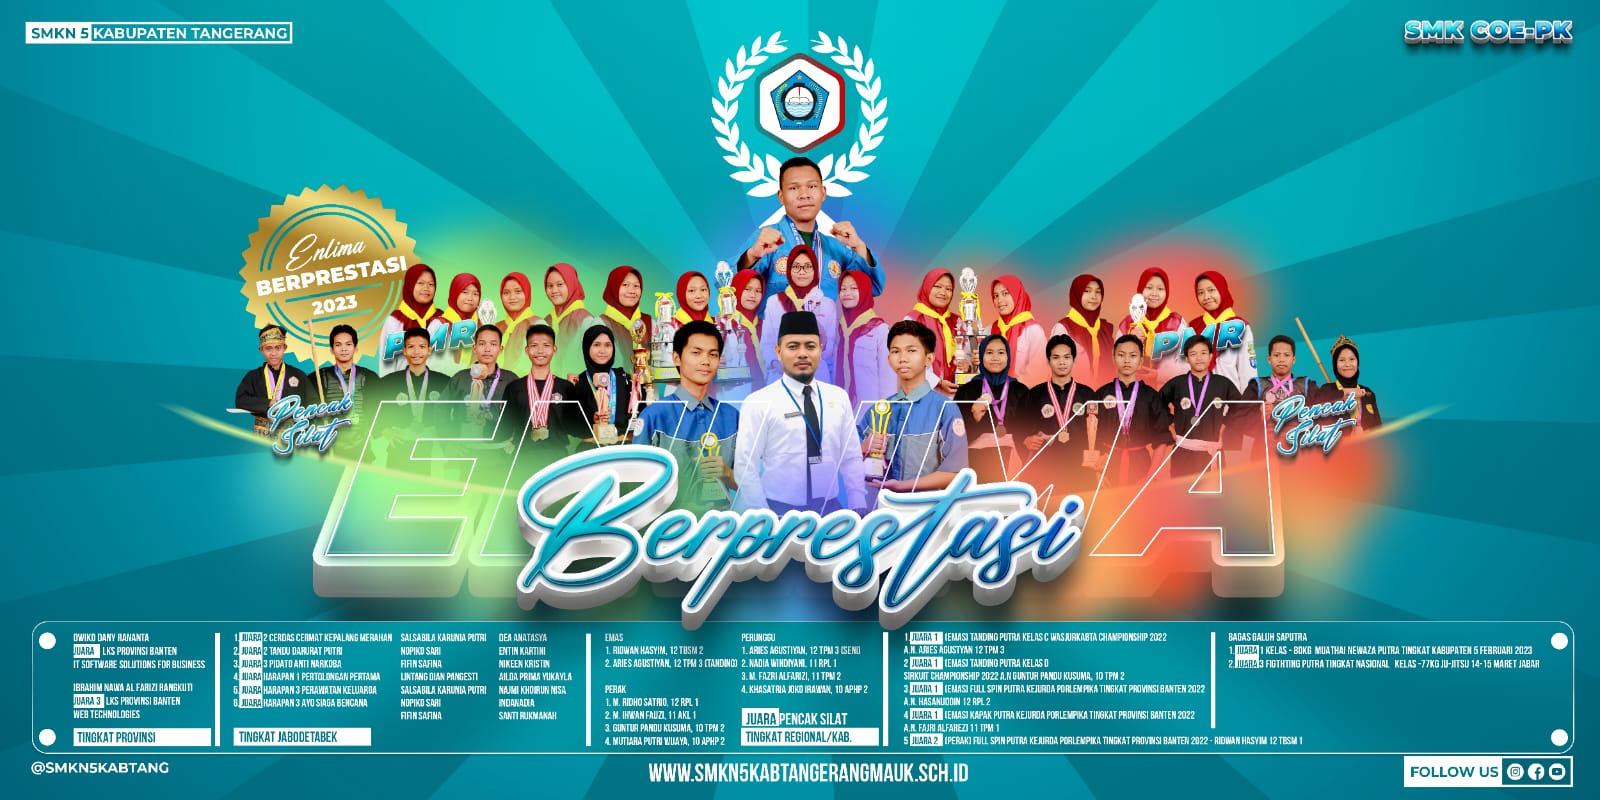 SMKN 5 KABUPATEN TANGERANG
SMK COE-PK
Enlima
BERPRESTASI
2023
PMR
PMR
Pencak
Silat
Pencak
Silat
ENLIMA
Berprestasi
DWIKO DANY RANANTA
JUARA LKS PROVINSI BANTEN
IT SOFTWARE SOLUTIONS FOR BUSINESS
IBRAHIM NAWA AL FARIZI RANGKUTI
JUARA 3 LKS PROVINSI BANTEN
WEB TECHNOLOGIES
TINGKAT PROVINSI
1. JUARA 2 CERDAS CERMAT KEPALANG MERAHAN
2. JUARA 2 TANDU DARURAT PUTRI
3. JUARA 3 PIDATO ANTI NARKOBA
4. JUARA HARAPAN 1 PERTOLONGAN PERTAMA
5. JUARA HARAPAN 3 PERAWATAN KELUARGA
6. JUARA HARAPAN 3 AYO SIAGA BENCANA
TINGKAT JABODETABEK
SALSABILA KARUNIA PUTRI
NOPIKO SARI
FIFIN SAFINA
LINTANG DIAN PANGESTI
SALSABILA KARUNIA PUTRI
NOPIKO SARI
FIFIN SAFINA
DEA ANATASYA
ENTIN KARTINI
NIKEEN KRISTIN
AILDA PRIMA YUKAYLA
NAJMI KHOIRUN NISA
INDANADIA
SANTI RUKMANAH
EMAS
1. RIDWAN HASYIM, 12 TBSM 2
2. ARIES AGUSTIYAN, 12 TPM 3 (TANDING)
PERAK
1. M. RIDHO SATRIO, 12 RPL 1
2. M. IHWAN FAUZI, 11 AKL 1
3. GUNTUR PANDU KUSUMA, 10 TPM 2
4. MUTIARA PUTRI WIJAYA, 10 APHP 2
PERUNGGU
1. ARIES AGUSTIYAN, 12 TPM 3 (SENI)
2. NADIA WINDIYANI, 11 RPL 1
3. M. FAZRI ALFARIZI, 11 TPM 2
4. KHASATRIA JOKO IRAWAN, 10 APHP 2
JUARA PENCAK SILAT
TINGKAT REGIONAL/KAB.
1. JUARA 1 (EMAS) TANDING PUTRA KELAS C WASJURKABTA CHAMPIONSHIP 2022
A.N. ARIES AGUSTYAN 12 TPM 3
2 JUARA 1 (EMAS) TANDING PUTRA KELAS D
SIRKUIT CHAMPIONSHIP 2022 A.N GUNTUR PANDU KUSUMA, 10 TPM 2
3 JUARA 1 (EMAS) FULL SPIN PUTRA KEJURDA PORLEMPIKA TINGKAT PROVINSI BANTEN 2022
A.N. HASANUDDIN 12 RPL 2
4 JUARA 1 (EMAS) KAPAK PUTRA KEJURDA PORLEMPIKA TINGKAT PROVINSI BANTEN 2022
A.N. FAJRI ALFAREZI 11 TPM 1
5 JUARA 2 (PERAK) FULL SPIN PUTRA KEJURDA PORLEMPIKA TINGKAT PROVINSI BANTEN 2022 - RIDWAN HASYIM 12 TBSM 1
BAGAS GALUH SAPUTRA
1. JUARA 1 KELAS - 80KG MUATHAI NEWAZA PUTRA TINGKAT KABUPATEN 5 FEBRUARI 2023
2. JUARA 3 FIGTHTING PUTRA TINGKAT NASIONAL KELAS -77KG JU-JITSU 14-15 MARET JABAR
@SMKN5KABTANG
WWW.SMKN5KABTANGERANGMAUK.SCH.ID
FOLLOW US